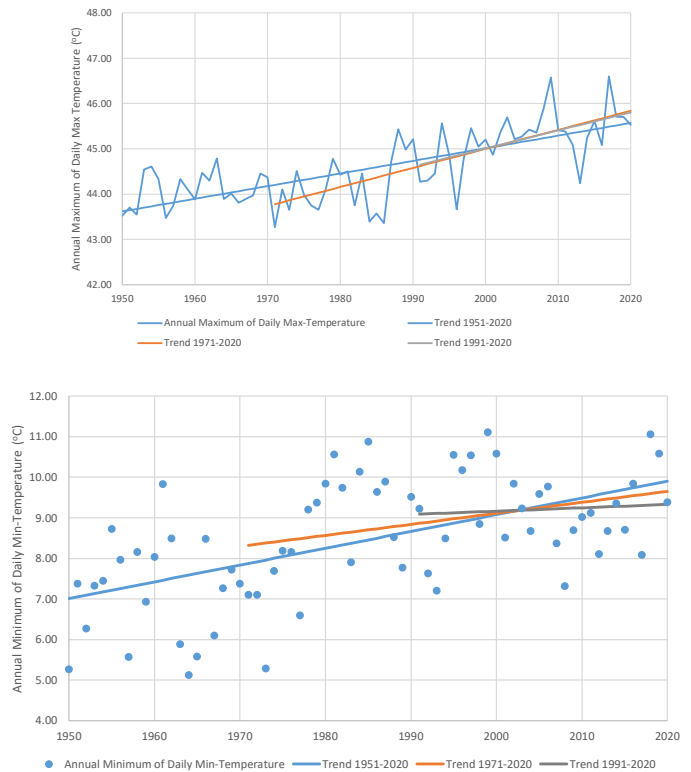 48.00
47.00
46.00
45.00
44.00
43.00
42.00
Annual Maximum of Daily Max Temperature (°C)
1950 1960 1970 1980 1990 2000 2010 2020
Annual Maximum of Daily Max-Temperature Trend 1951-2020
Trend 1971-2020 Trend 1991-2020
12.00
11.00
10.00
9.00
8.00
7.00
6.00
5.00
4.00
Annual Minimum of Daily Min-Temperature (°C)
1950 1960 1970 1980 1990 2000 2010 2020
Annual Minimum of Daily Min-Temperature Trend 1951-2020 Trend 1971-2020 Trend 1991-2020